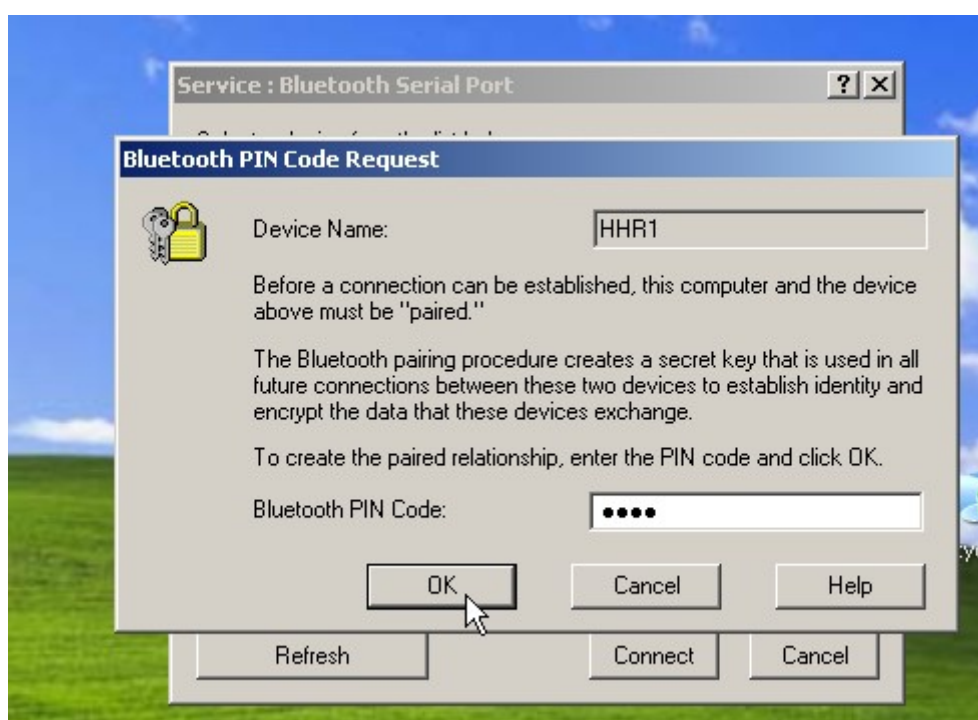 Service : Bluetooth Serial Port
Bluetooth PIN Code Request
Device Name:
HHR1
Before a connection can be established, this computer and the device
above must be "paired."
The Bluetooth pairing procedure creates a secret key that is used in all
future connections between these two devices to establish identity and
encrypt the data that these devices exchange.
To create the paired relationship, enter the PIN code and click OK.
Bluetooth PIN Code:
••••
OK
Cancel
Help
Refresh
Connect
Cancel